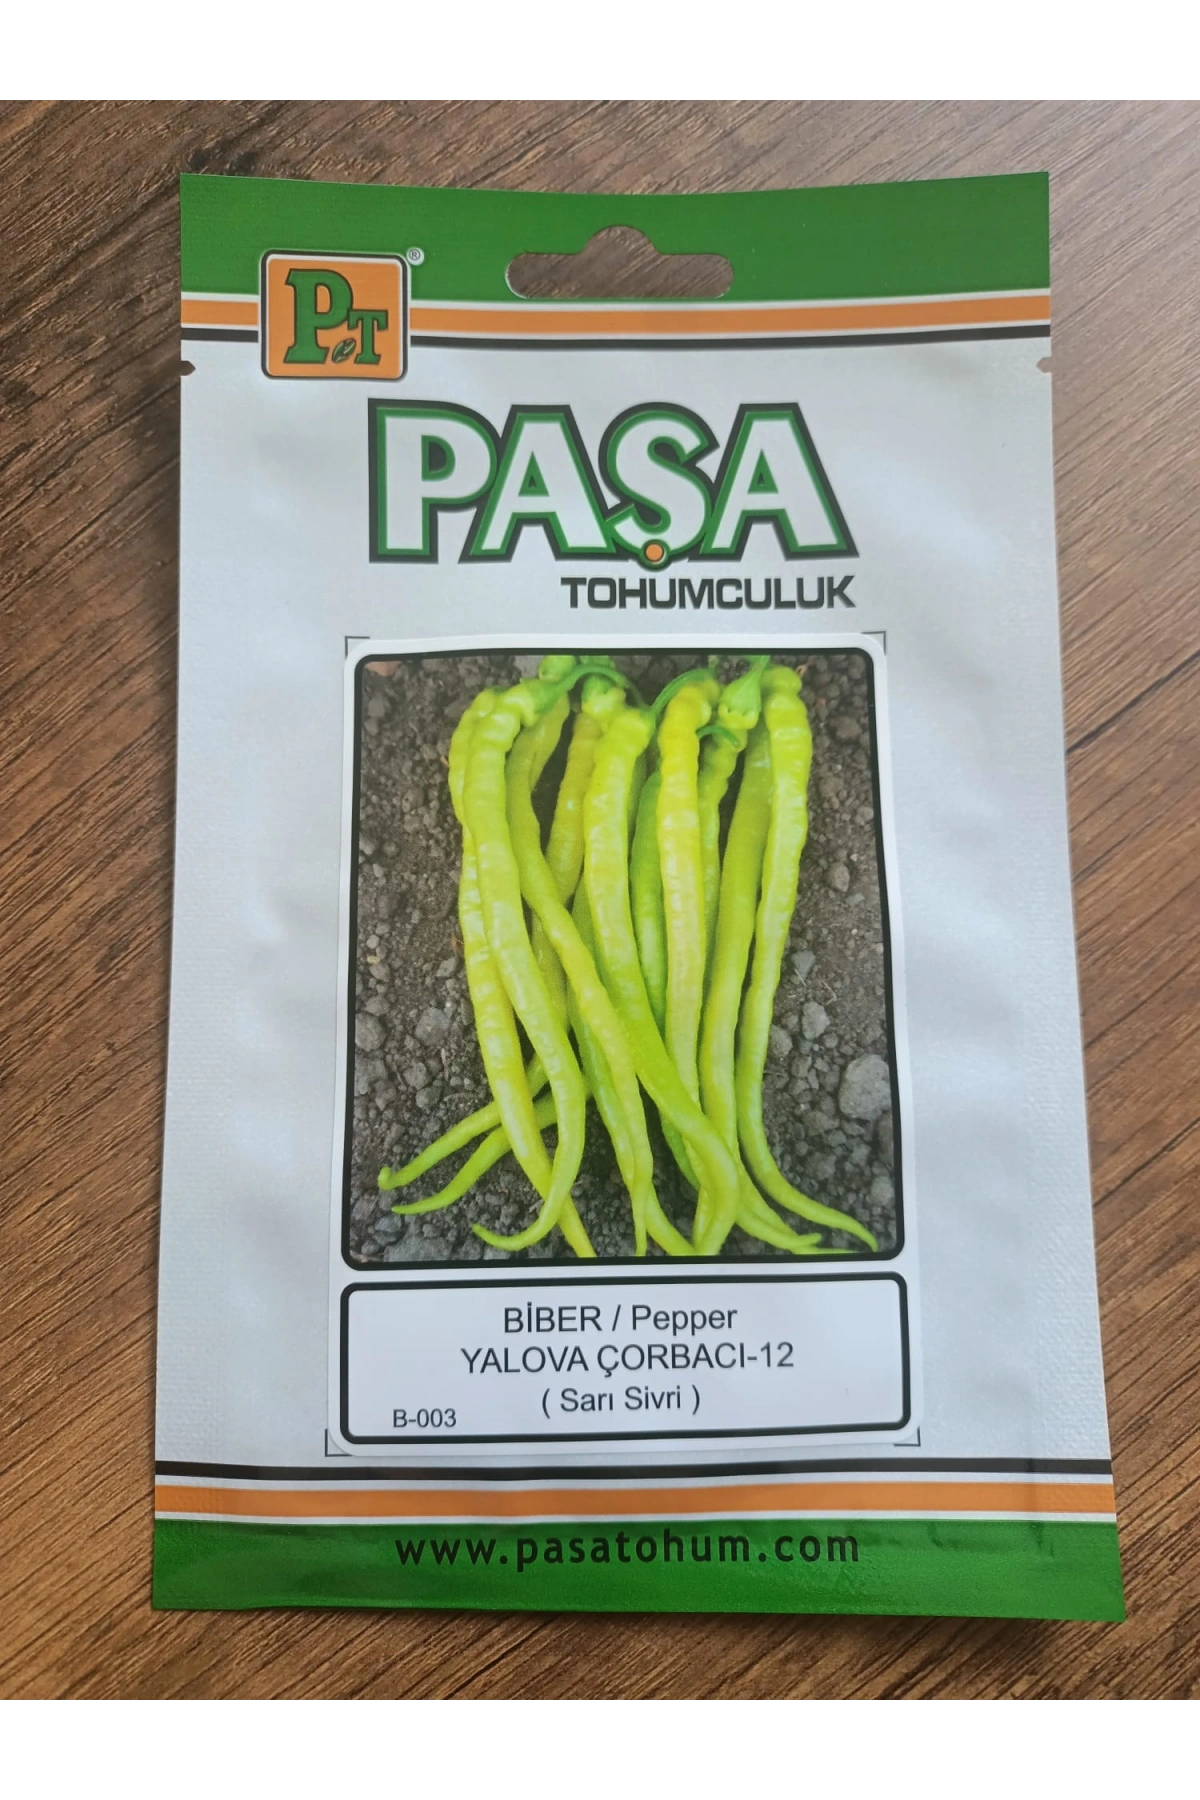 PT®
PAŞA
TOHUMCULUK
BİBER / Pepper
YALOVA ÇORBACI-12
( Sarı Sivri )
B-003
www.pasatohum.com